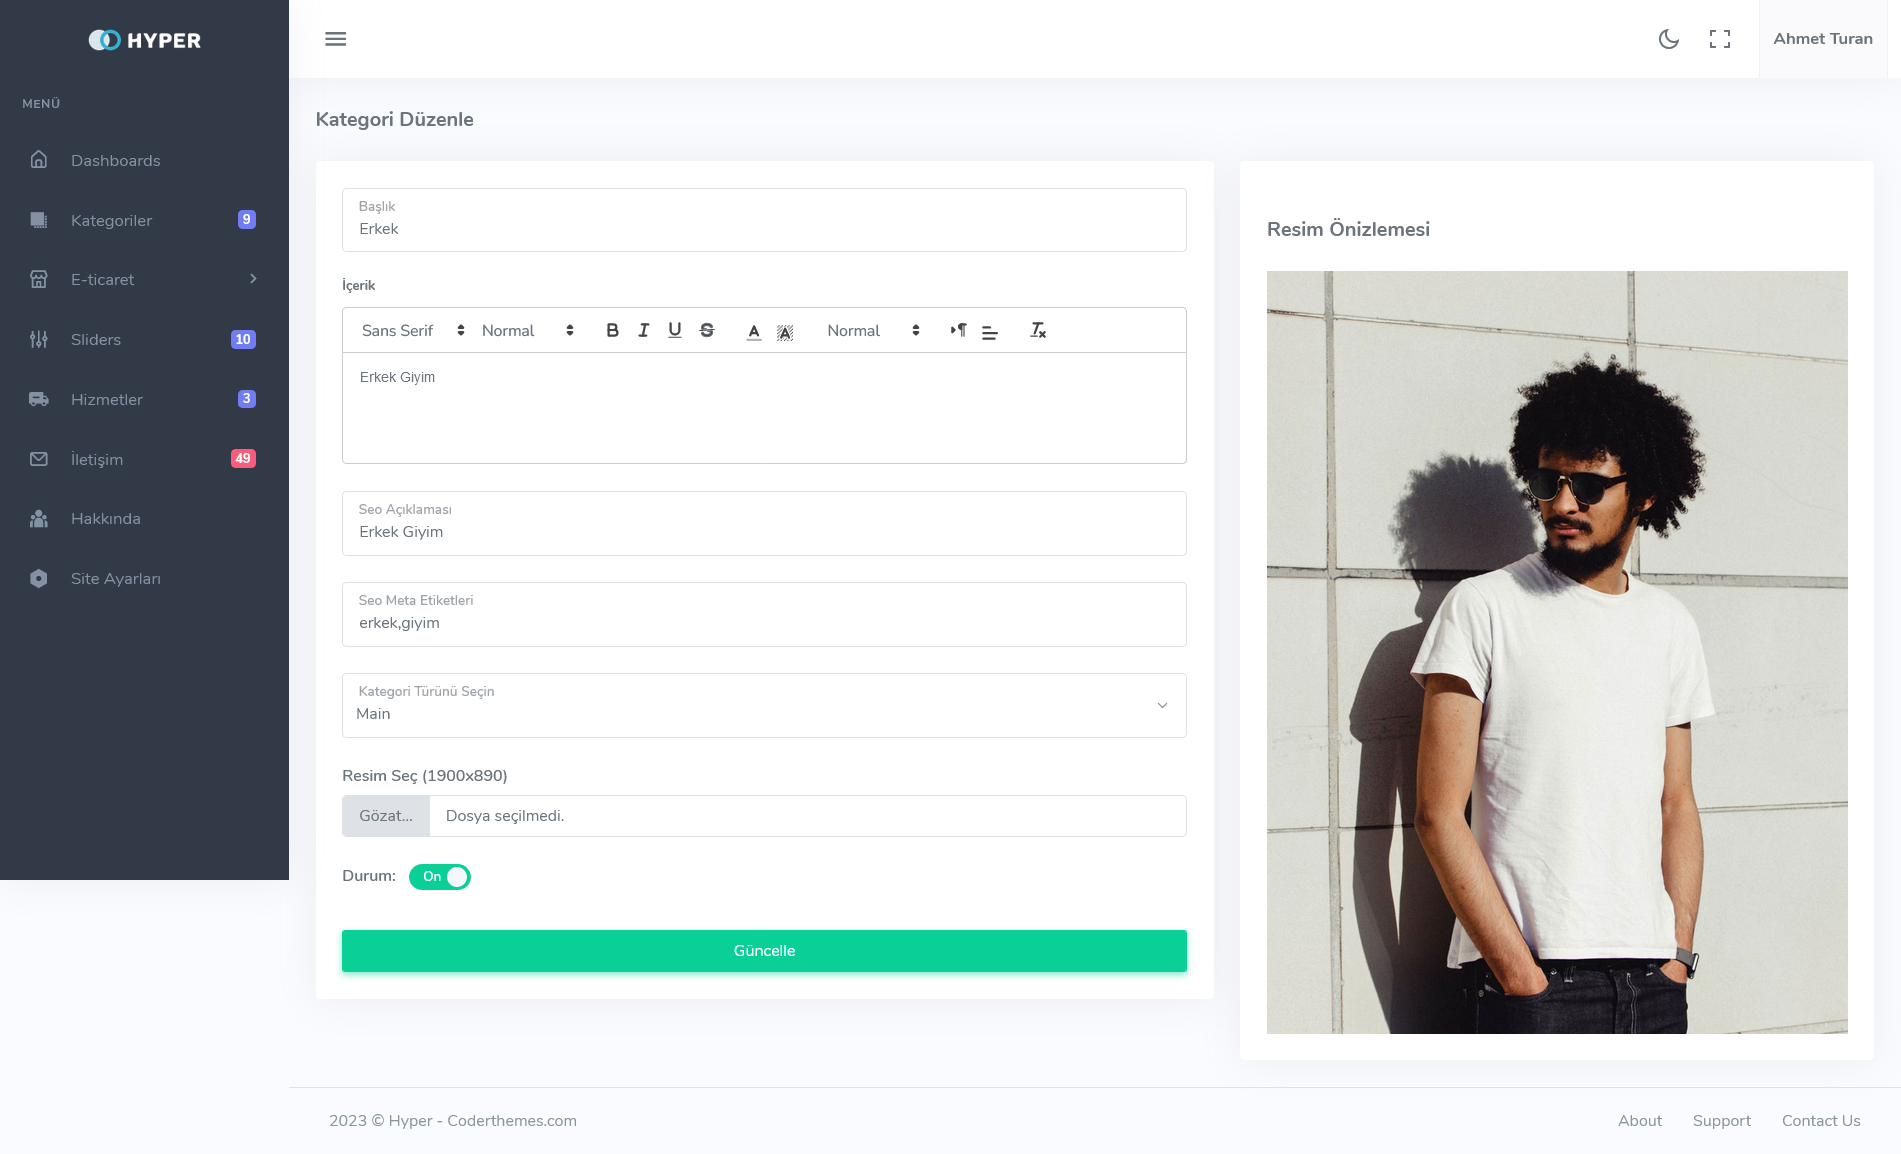 HYPER
Ahmet Turan
MENÜ
Dashboards
Kategoriler 9
E-ticaret
Sliders 10
Hizmetler 3
İletişim 49
Hakkında
Site Ayarları
Kategori Düzenle
Başlık
Erkek
İçerik
Sans Serif Normal B I U S A A Normal
Erkek Giyim
Seo Açıklaması
Erkek Giyim
Seo Meta Etiketleri
erkek,giyim
Kategori Türünü Seçin
Main
Resim Seç (1900x890)
Gözat... Dosya seçilmedi.
Durum: On
Güncelle
Resim Önizlemesi
2023 © Hyper - Coderthemes.com
About Support Contact Us